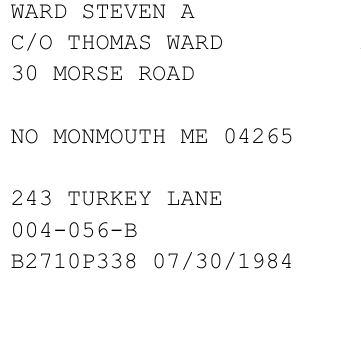 WARD STEVEN A
C/O THOMAS WARD
30 MORSE ROAD
NO MONMOUTH ME 04265
243 TURKEY LANE
004-056-B
B2710P338 07/30/1984